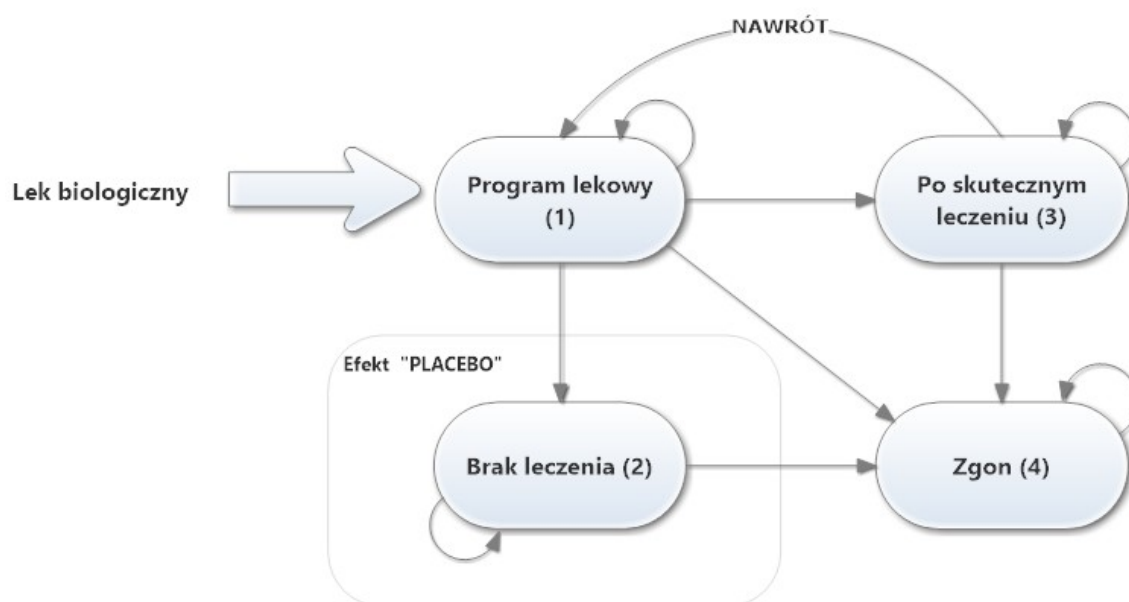 NAWRÓT
Lek biologiczny
Program lekowy
(1)
Po skutecznym
leczeniu (3)
Efekt "PLACEBO"
Brak leczenia (2)
Zgon (4)